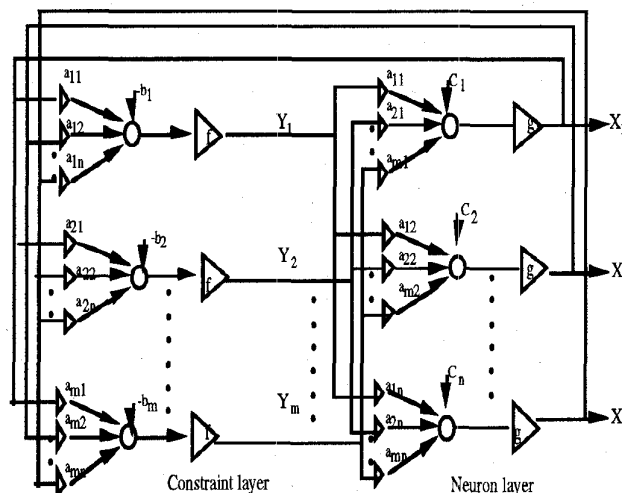 a11
a12
a1n
-b1
f
Y1
a11
a21
am1
C1
g
X
a21
a22
a2n
-b2
f
Y2
a12
a22
am2
C2
g
X
am1
am2
amn
-bm
f
Ym
a1n
a2n
amn
Cn
g
X
Constraint layer
Neuron layer